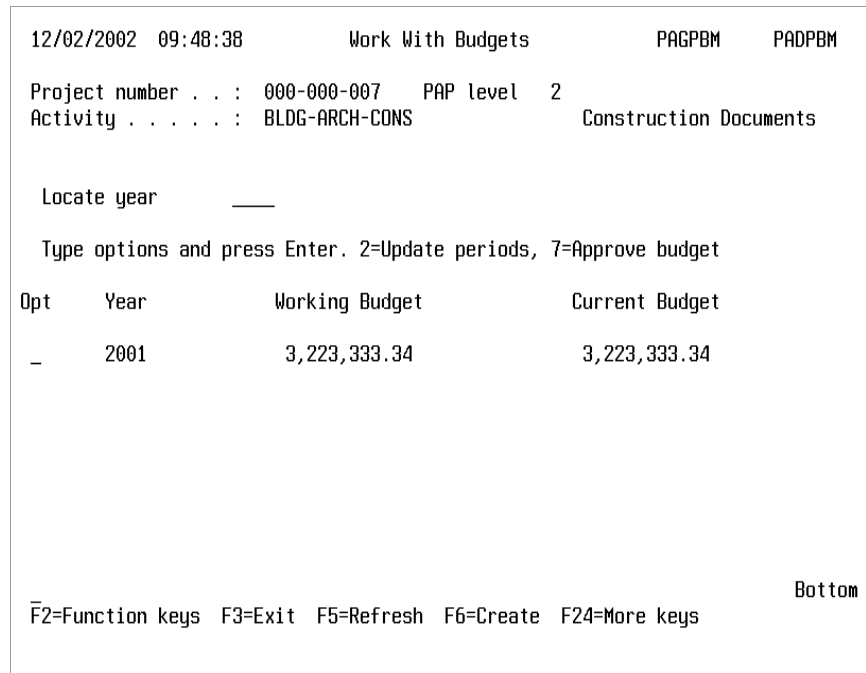 12/02/2002 09:48:38 Work With Budgets PAGPBM PADPBM
Project number . . : 000-000-007 PAP level 2
Activity . . . . . : BLDG-ARCH-CONS Construction Documents
Locate year ____
Type options and press Enter. 2=Update periods, 7=Approve budget
Opt Year Working Budget Current Budget
_ 2001 3,223,333.34 3,223,333.34
Bottom
F2=Function keys F3=Exit F5=Refresh F6=Create F24=More keys